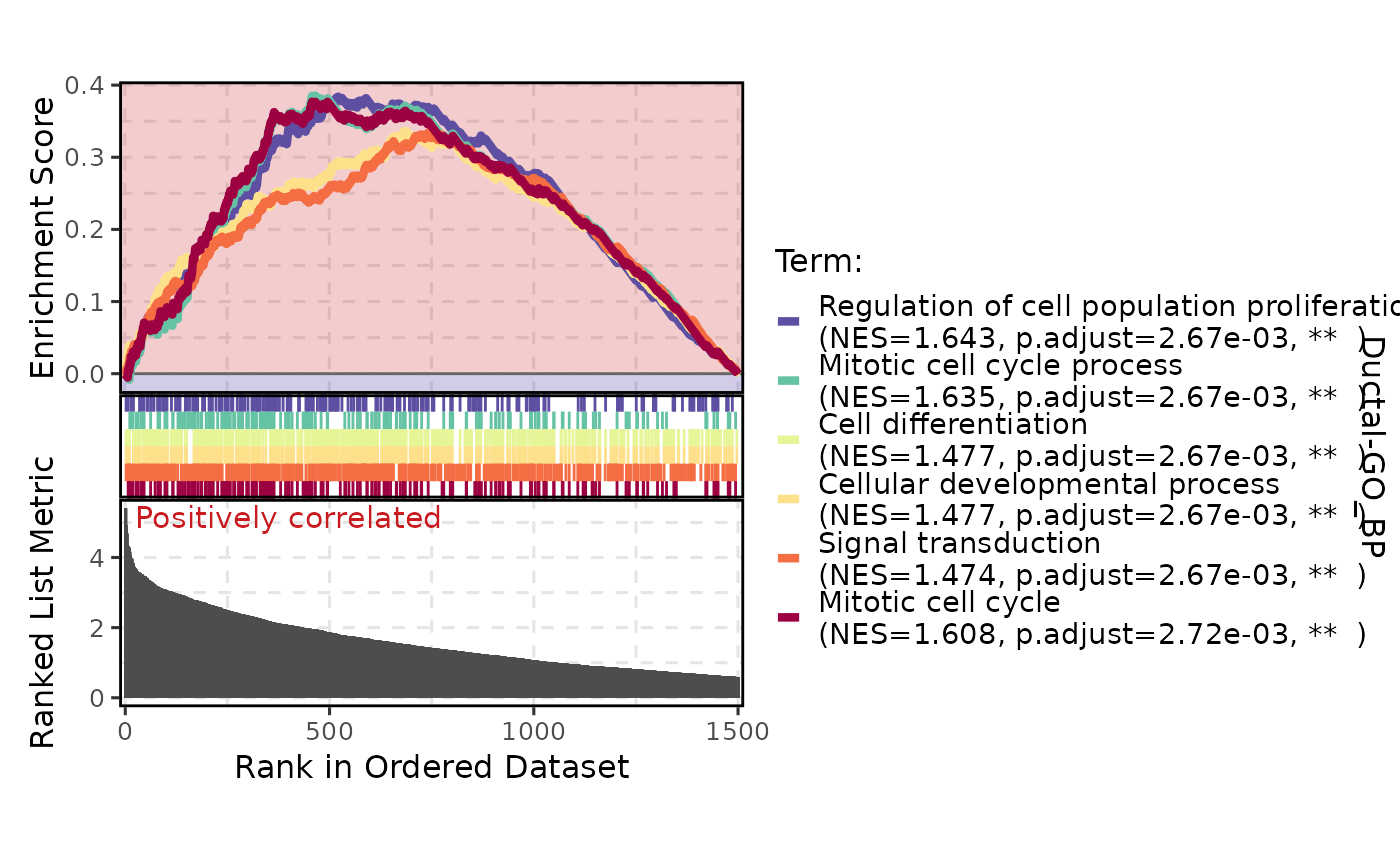 0.4
0.3
0.2
0.1
0.0
Enrichment Score
Positively correlated
4
2
0
Ranked List Metric
0 500 1000 1500
Rank in Ordered Dataset
Term:
Regulation of cell population proliferatio
(NES=1.643, p.adjust=2.67e-03, ** )
Mitotic cell cycle process
(NES=1.635, p.adjust=2.67e-03, ** )
Cell differentiation
(NES=1.477, p.adjust=2.67e-03, ** )
Cellular developmental process
(NES=1.477, p.adjust=2.67e-03, ** )
Signal transduction
(NES=1.474, p.adjust=2.67e-03, ** )
Mitotic cell cycle
(NES=1.608, p.adjust=2.72e-03, ** )
Ductal-GO_BP